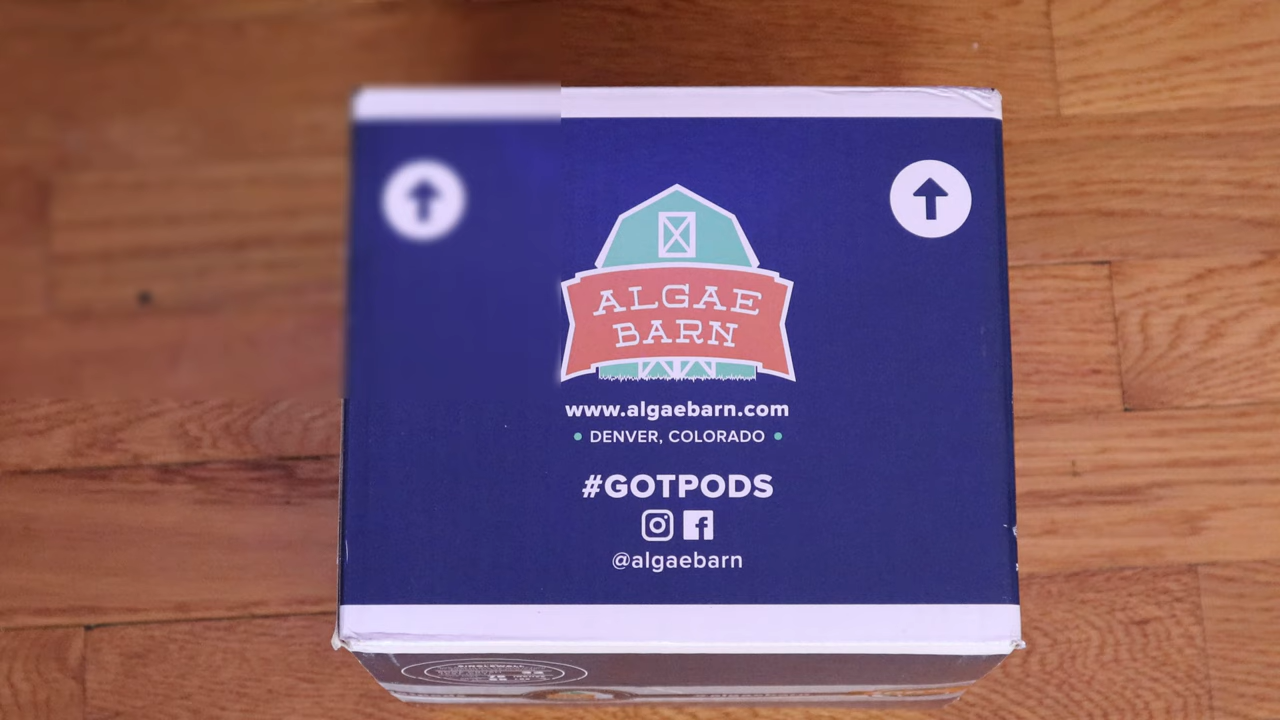 ALGAE
BARN
www.algaebarn.com
• DENVER, COLORADO •
#GOTPODS
@algaebarn